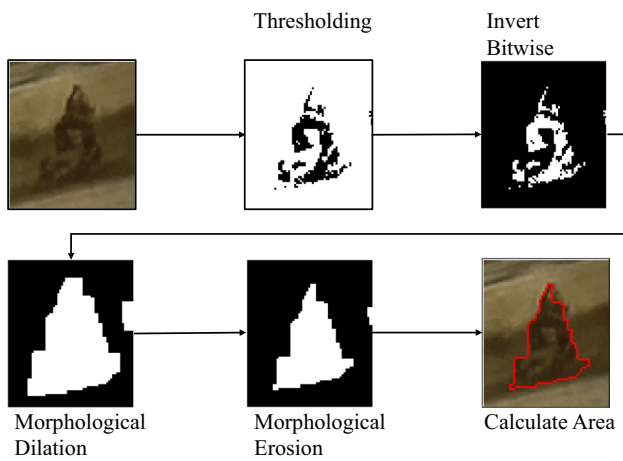 Thresholding
Invert
Bitwise
Morphological
Dilation
Morphological
Erosion
Calculate Area